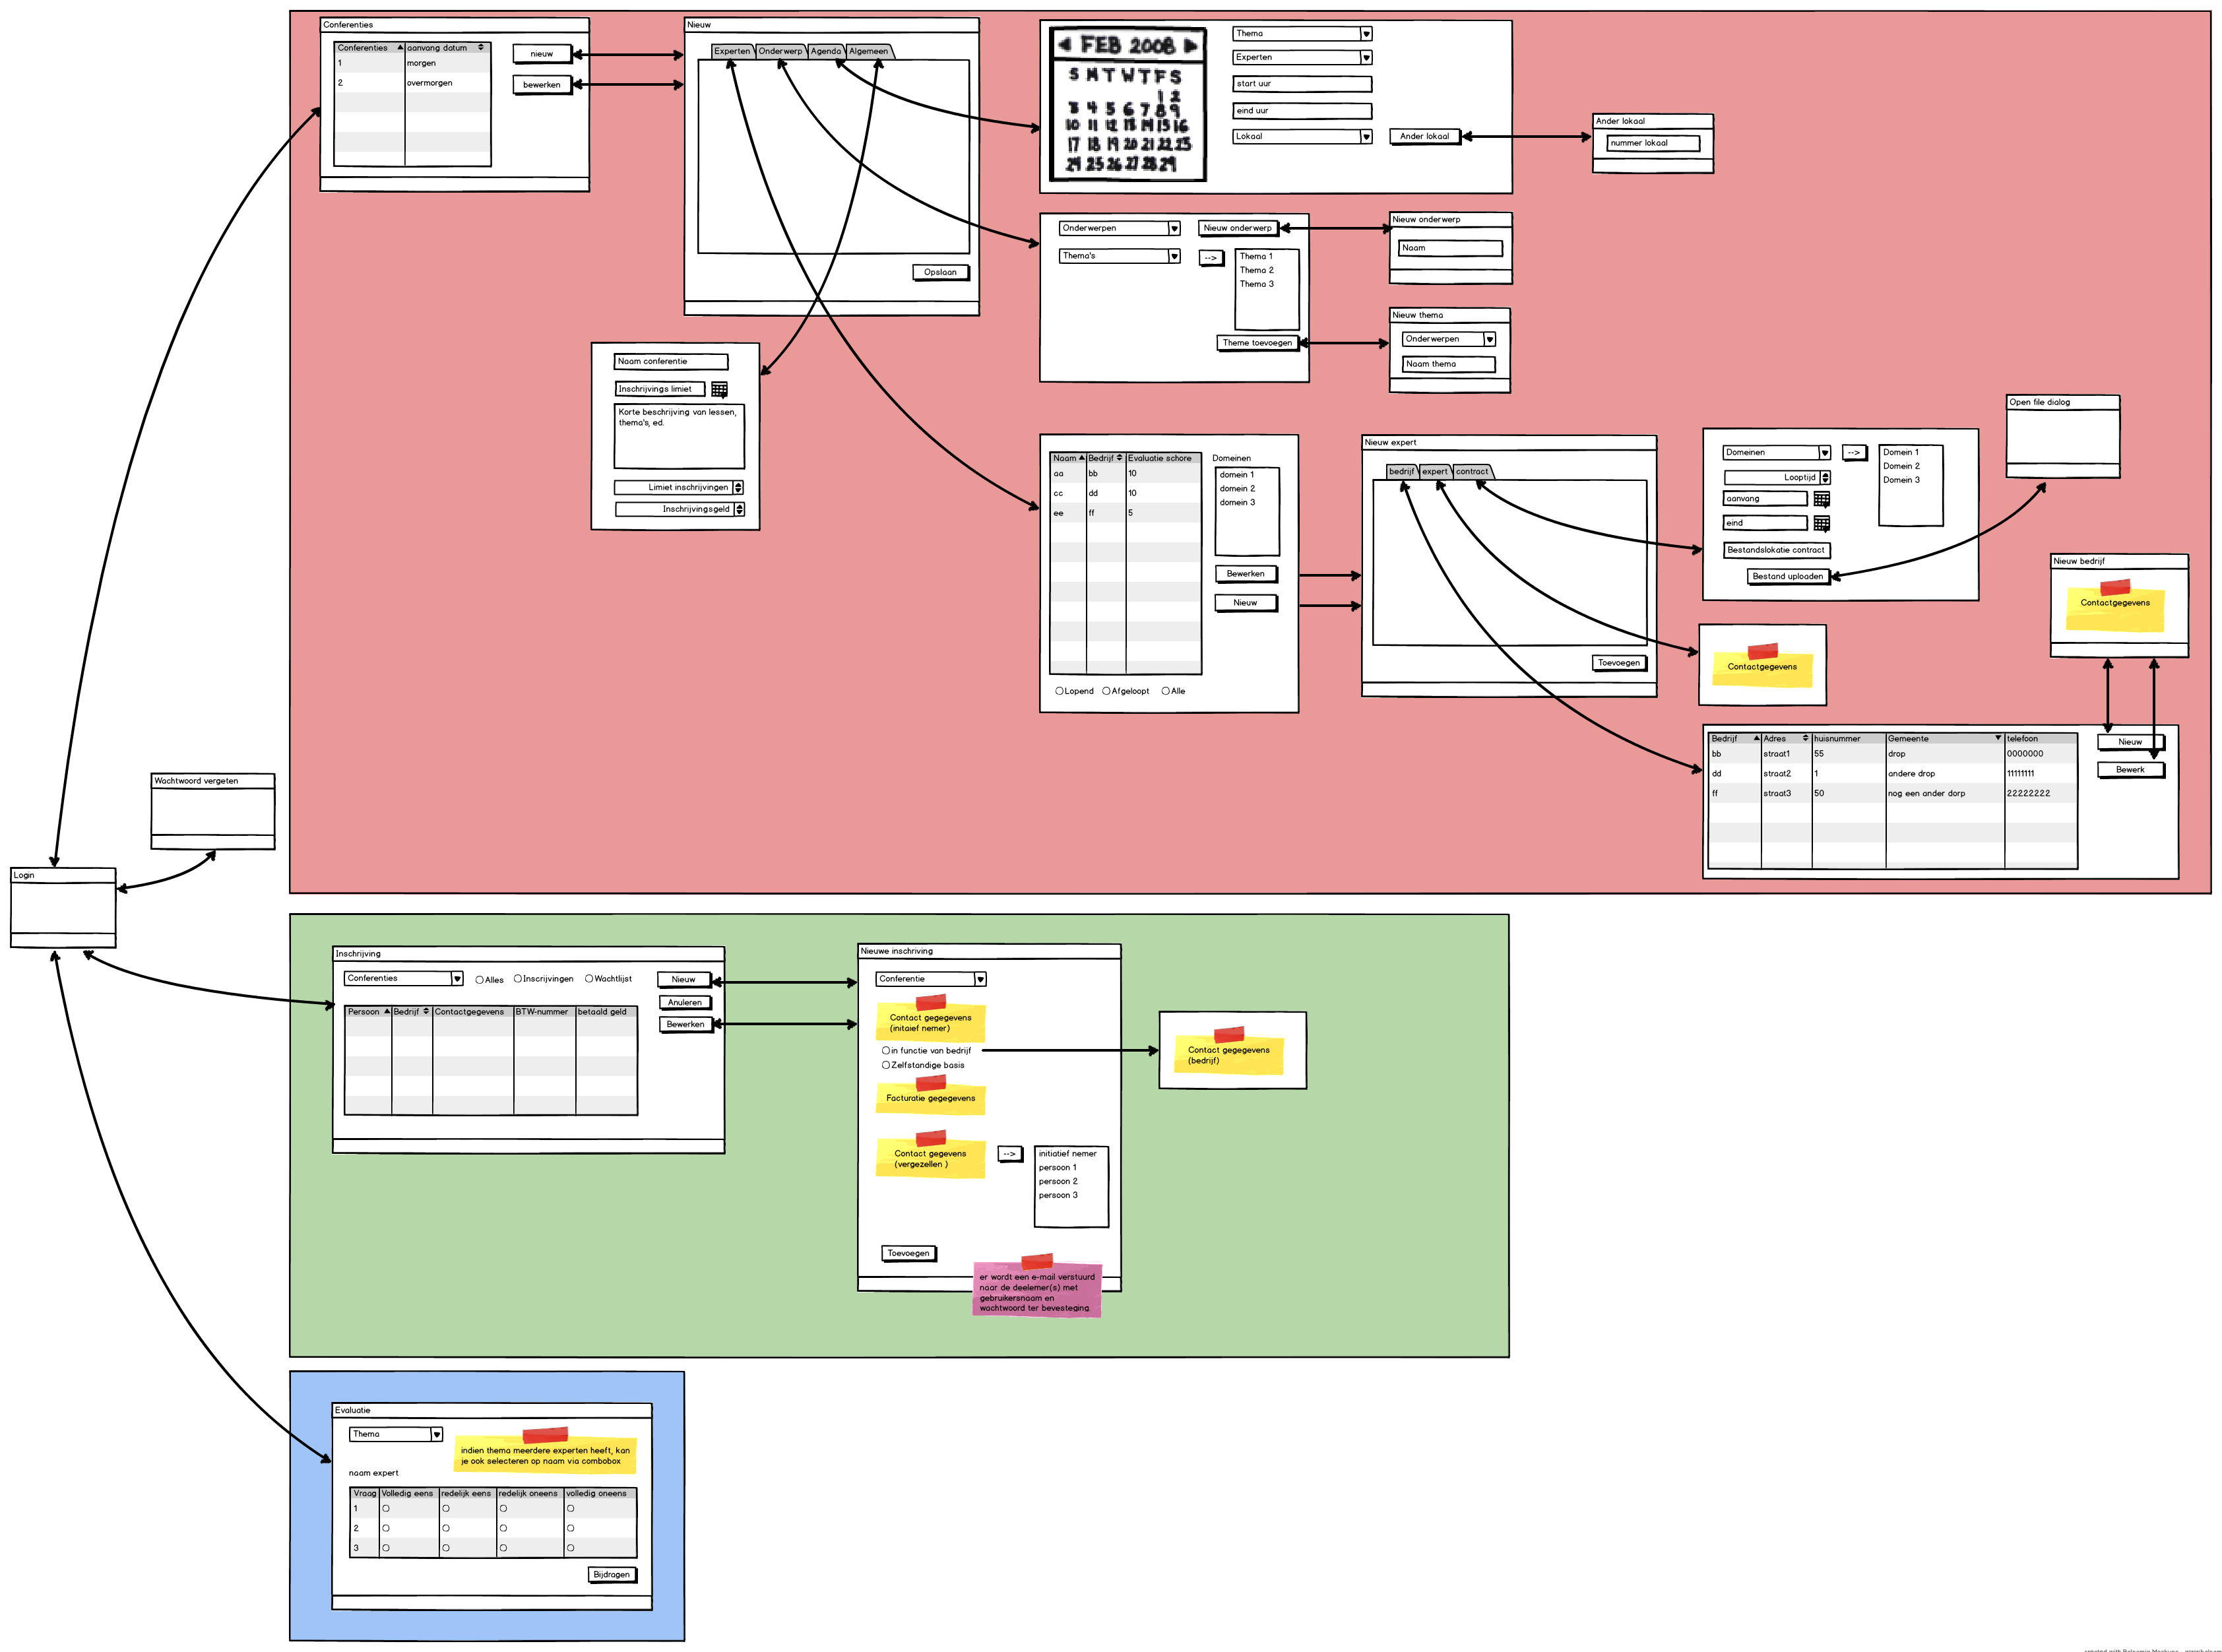 Conferenties
Conferenties aanvang datum
1 morgen
2 overmorgen
nieuw
bewerken
Nieuw
Experten Onderwerp Agenda Algemeen
Opslaan
FEB 2008
S M T W T F S
1 2
3 4 5 6 7 8 9
10 11 12 13 14 15 16
17 18 19 20 21 22 23
24 25 26 27 28 29
Thema
Experten
start uur
eind uur
Lokaal
Ander lokaal
Ander lokaal
nummer lokaal
Onderwerpen
Nieuw onderwerp
Thema's
-->
Thema 1
Thema 2
Thema 3
Theme toevoegen
Nieuw onderwerp
Naam
Nieuw thema
Onderwerpen
Naam thema
Naam conferentie
Inschrijvings limiet
Korte beschrijving van lessen,
thema's, ed.
Limiet inschrijvingen
Inschrijvingsgeld
Naam Bedrijf Evaluatie schore
aa bb 10
cc dd 10
ee ff 5
Domeinen
domein 1
domein 2
domein 3
Bewerken
Nieuw
Lopend Afgeloopt Alle
Nieuw expert
bedrijf expert contract
Toevoegen
Domeinen
-->
Domein 1
Domein 2
Domein 3
Looptijd
aanvang
eind
Bestandslokatie contract
Bestand uploaden
Open file dialog
Nieuw bedrijf
Contactgegevens
Contactgegevens
Bedrijf Adres huisnummer Gemeente telefoon
bb straat1 55 drop 0000000
dd straat2 1 andere drop 11111111
ff straat3 50 nog een ander dorp 22222222
Nieuw
Bewerk
Wachtwoord vergeten
Login
Inschrijving
Conferenties
Alles Inscrijvingen Wachtlijst
Nieuw
Anuleren
Bewerken
Persoon Bedrijf Contactgegevens BTW-nummer betaald geld
Nieuwe inschriving
Conferentie
Contact gegegevens
(initaief nemer)
in functie van bedrijf
Zelfstandige basis
Facturatie gegegevens
Contact gegevens
(vergezellen )
-->
initiatief nemer
persoon 1
persoon 2
persoon 3
Toevoegen
er wordt een e-mail verstuurd
naar de deelemer(s) met
gebruikersnaam en
wachtwoord ter bevesteging.
Contact gegegevens
(bedrijf)
Evaluatie
Thema
indien thema meerdere experten heeft, kan
je ook selecteren op naam via combobox
naam expert
Vraag Volledig eens redelijk eens redelijk oneens volledig oneens
1
2
3
Bijdragen